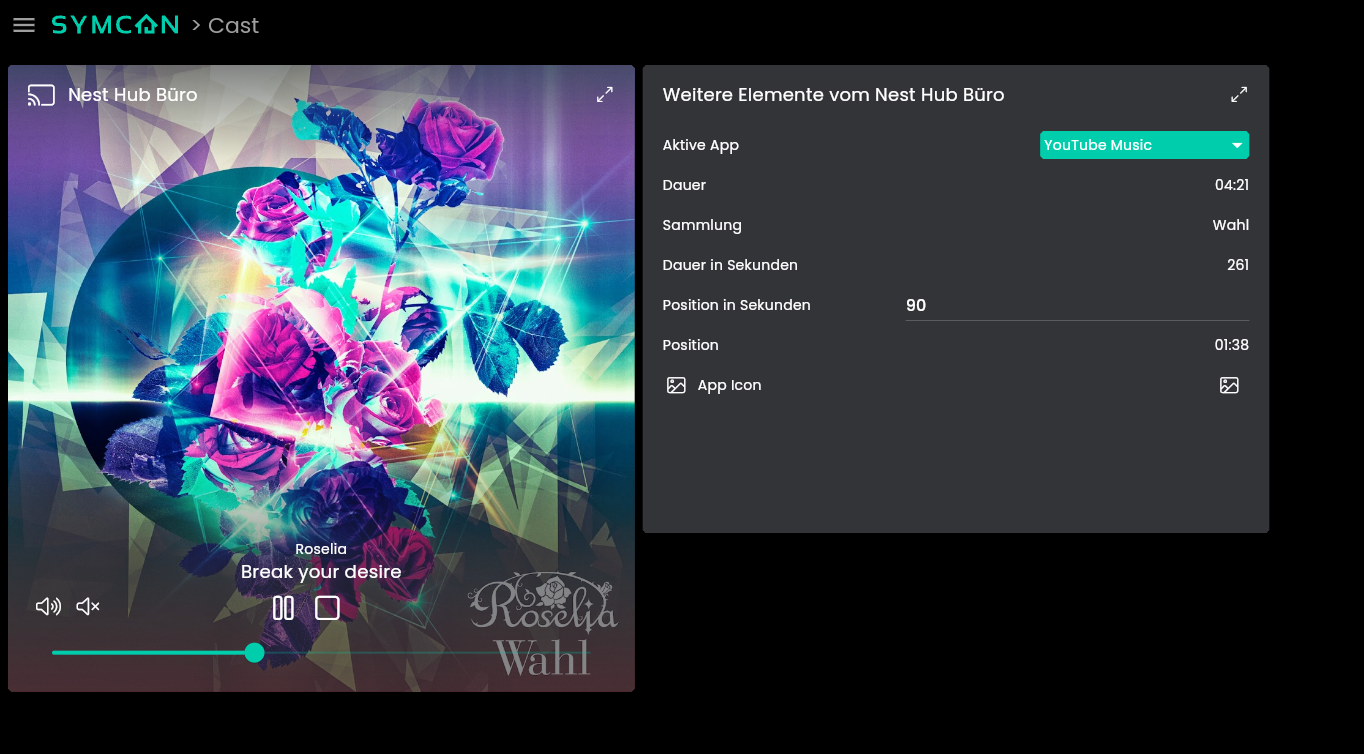 SYMCON > Cast
Nest Hub Büro
Roselia
Break your desire
Roselia
Wahl
Weitere Elemente vom Nest Hub Büro
Aktive App YouTube Music
Dauer 04:21
Sammlung Wahl
Dauer in Sekunden 261
Position in Sekunden 90
Position 01:38
App Icon